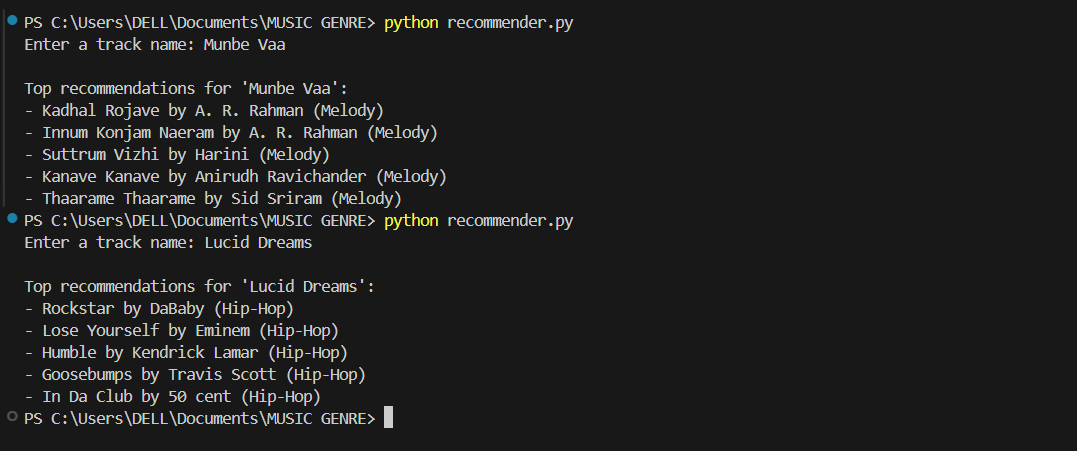 PS C:\Users\DELL\Documents\MUSIC GENRE> python recommender.py
Enter a track name: Munbe Vaa
Top recommendations for 'Munbe Vaa':
- Kadhal Rojave by A. R. Rahman (Melody)
- Innum Konjam Naeram by A. R. Rahman (Melody)
- Suttrum Vizhi by Harini (Melody)
- Kanave Kanave by Anirudh Ravichander (Melody)
- Thaarame Thaarame by Sid Sriram (Melody)
PS C:\Users\DELL\Documents\MUSIC GENRE> python recommender.py
Enter a track name: Lucid Dreams
Top recommendations for 'Lucid Dreams':
- Rockstar by DaBaby (Hip-Hop)
- Lose Yourself by Eminem (Hip-Hop)
- Humble by Kendrick Lamar (Hip-Hop)
- Goosebumps by Travis Scott (Hip-Hop)
- In Da Club by 50 cent (Hip-Hop)
PS C:\Users\DELL\Documents\MUSIC GENRE>